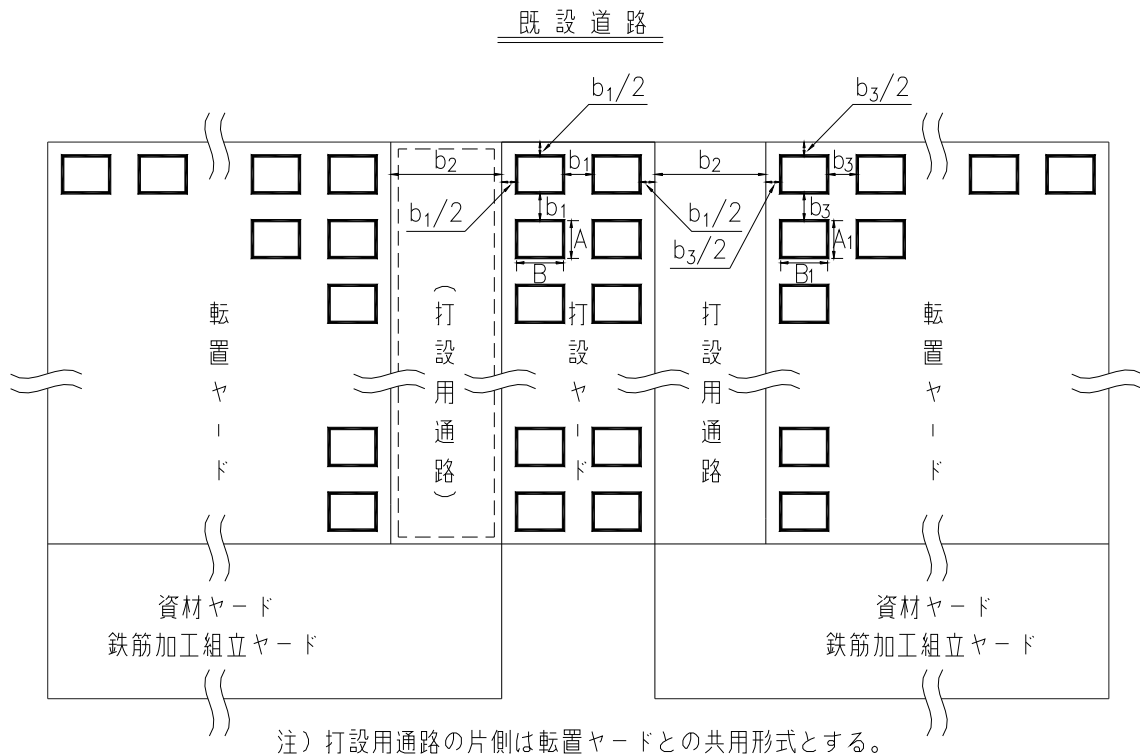 既設道路
b₁/2
b₃/2
b₂
b₁
b₂
b₃
b₁/2
b₁
b₁/2
b₃/2
b₃
A
B
A₁
B₁
転置ヤード
(打設用通路)
打設ヤード
打設用通路
転置ヤード
資材ヤード
鉄筋加工組立ヤード
資材ヤード
鉄筋加工組立ヤード
注) 打設用通路の片側は転置ヤードとの共用形式とする。